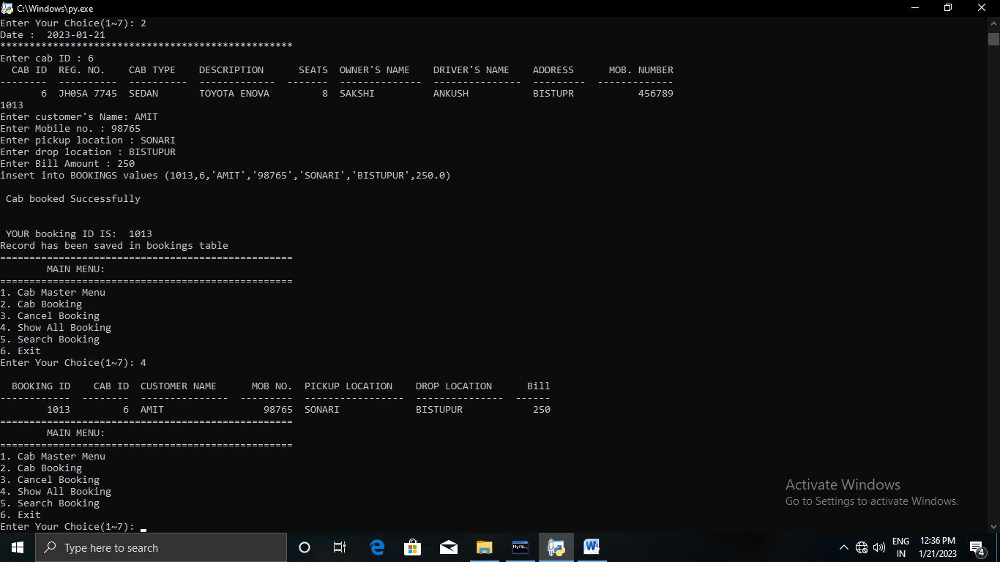 C:\Windows\py.exe
Enter Your Choice(1~7): 2
Date :  2023-01-21
**************************************************
Enter cab ID : 6
  CAB ID  REG. NO.    CAB TYPE    DESCRIPTION      SEATS  OWNER'S NAME    DRIVER'S NAME    ADDRESS      MOB. NUMBER
--------  ----------  ----------  -------------  -------  --------------  ---------------  ---------  -------------
       6  JH05A 7745  SEDAN       TOYOTA ENOVA         8  SAKSHI          ANKUSH           BISTUPR           456789
1013
Enter customer's Name: AMIT
Enter Mobile no. : 98765
Enter pickup location : SONARI
Enter drop location : BISTUPUR
Enter Bill Amount : 250
insert into BOOKINGS values (1013,6,'AMIT','98765','SONARI','BISTUPUR',250.0)
 Cab booked Successfully
 YOUR booking ID IS:  1013
Record has been saved in bookings table
==================================================
        MAIN MENU:
==================================================
1. Cab Master Menu
2. Cab Booking
3. Cancel Booking
4. Show All Booking
5. Search Booking
6. Exit
Enter Your Choice(1~7): 4
  BOOKING ID    CAB ID  CUSTOMER NAME      MOB NO.  PICKUP LOCATION    DROP LOCATION      Bill
------------  --------  ---------------  ---------  -----------------  ---------------  ------
        1013         6  AMIT                 98765  SONARI             BISTUPUR            250
==================================================
        MAIN MENU:
==================================================
1. Cab Master Menu
2. Cab Booking
3. Cancel Booking
4. Show All Booking
5. Search Booking
6. Exit
Enter Your Choice(1~7):
Activate Windows
Go to Settings to activate Windows.
Type here to search
MySQL
ENG
IN
12:36 PM
1/21/2023
4